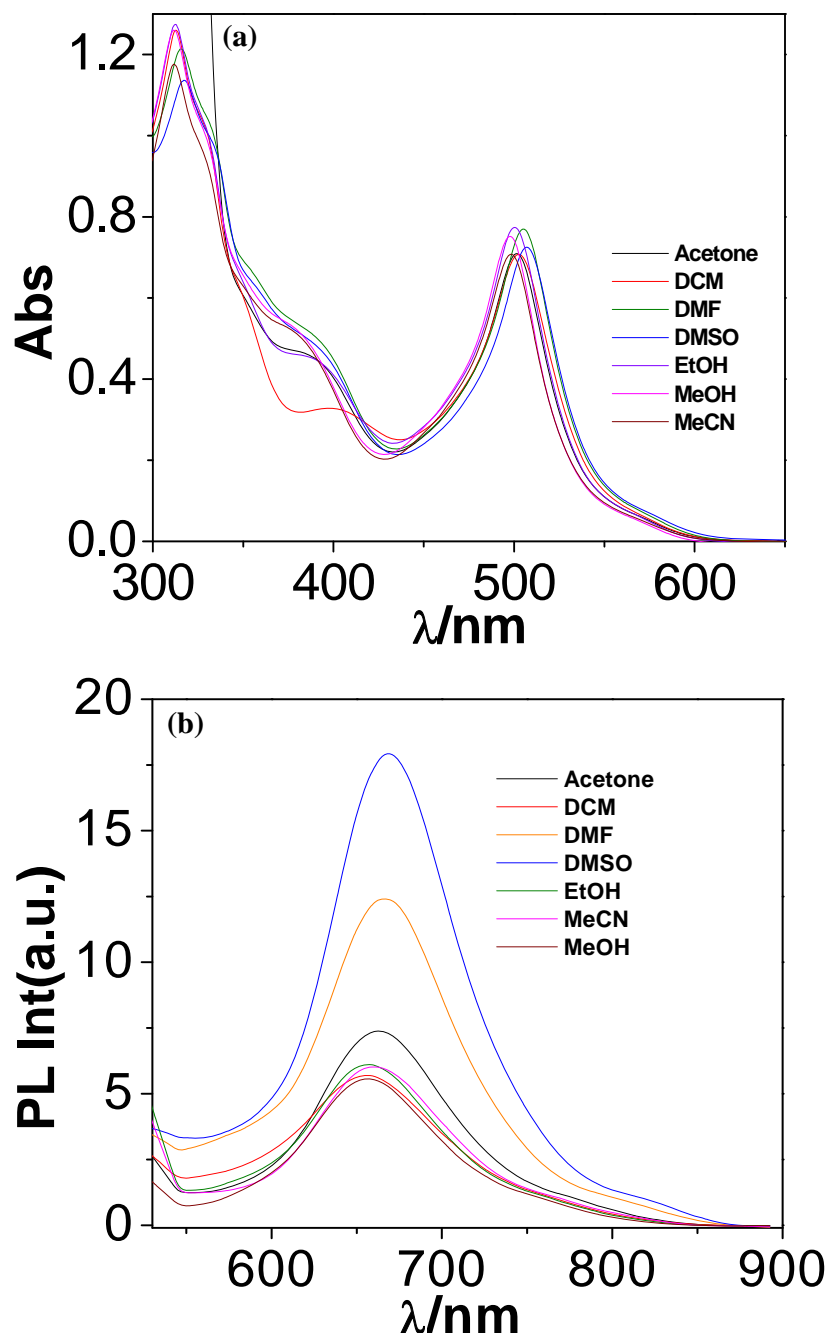 (a)
1.2
0.8
0.4
0.0
Abs
Acetone
DCM
DMF
DMSO
EtOH
MeOH
MeCN
300 400 500 600
λ/nm
(b)
20
15
10
5
0
PL Int(a.u.)
Acetone
DCM
DMF
DMSO
EtOH
MeCN
MeOH
600 700 800 900
λ/nm